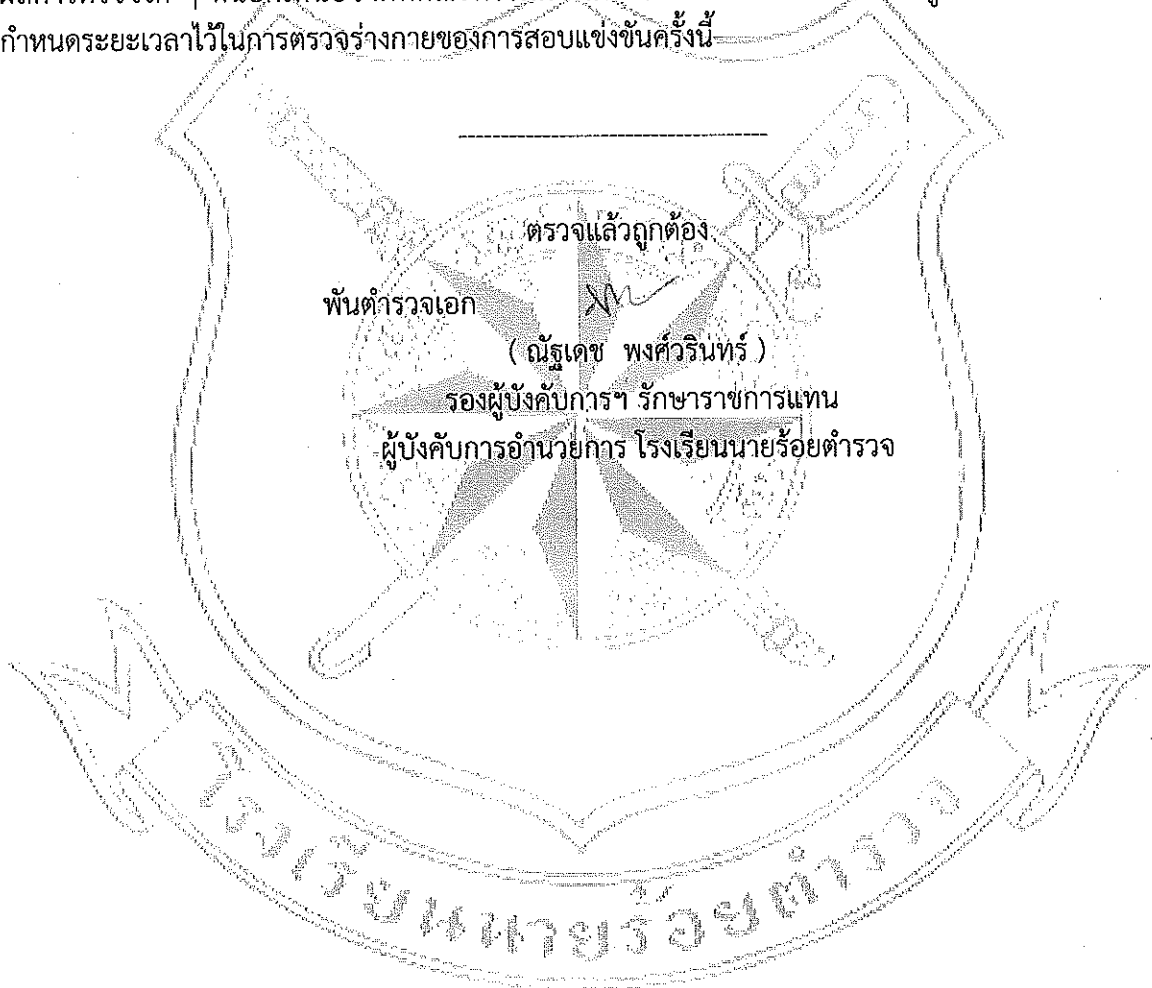 กำหนดระยะเวลาไว้ในการตรวจร่างกายของการสอบแข่งขันครั้งนี้
ตรวจแล้วถูกต้อง
พันตำรวจเอก
( ณัฐเดช พงศ์วรินทร์ )
รองผู้บังคับการฯ รักษาราชการแทน
ผู้บังคับการอำนวยการ โรงเรียนนายร้อยตำรวจ
โรงเรียนนายร้อยตำรวจ